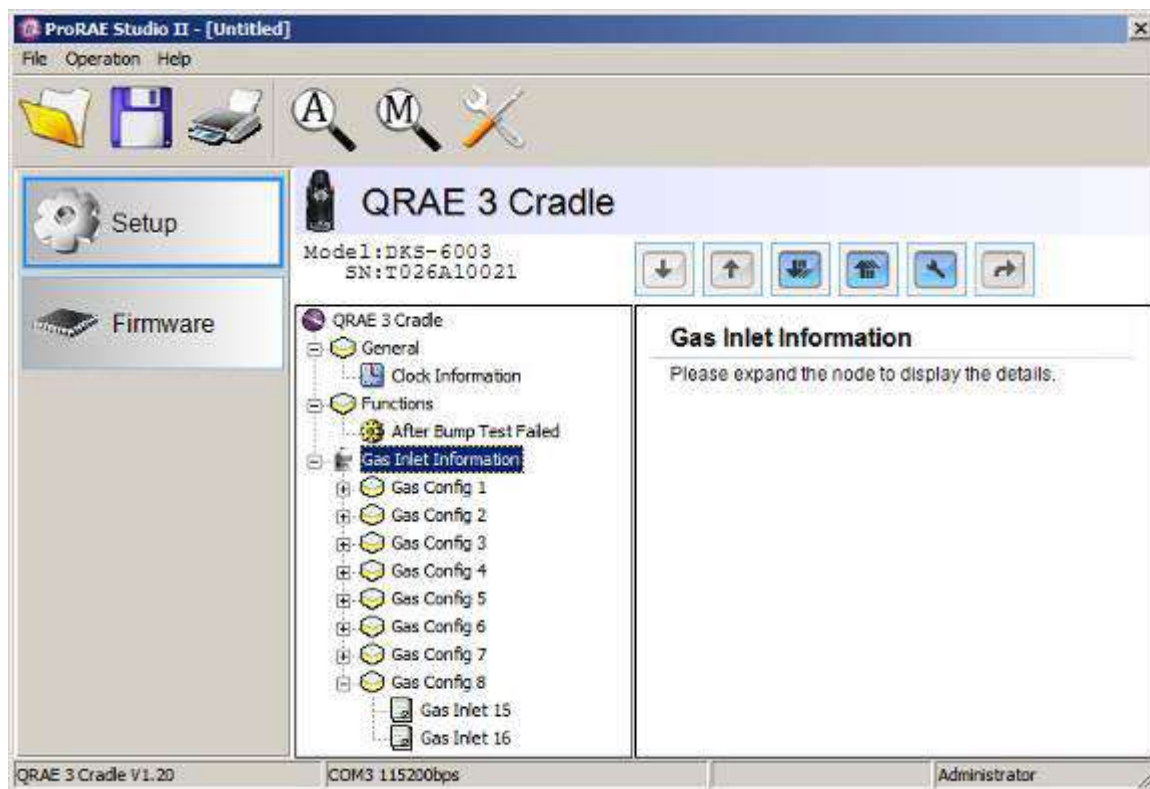 ProRAE Studio II - [Untitled]
File Operation Help
A M
Setup
Firmware
QRAE 3 Cradle
Model:DKS-6003
SN:T026A10021
QRAE 3 Cradle
General
Clock Information
Functions
After Bump Test Failed
Gas Inlet Information
Gas Config 1
Gas Config 2
Gas Config 3
Gas Config 4
Gas Config 5
Gas Config 6
Gas Config 7
Gas Config 8
Gas Inlet 15
Gas Inlet 16
Gas Inlet Information
Please expand the node to display the details.
QRAE 3 Cradle V1.20 COM3 115200bps Administrator